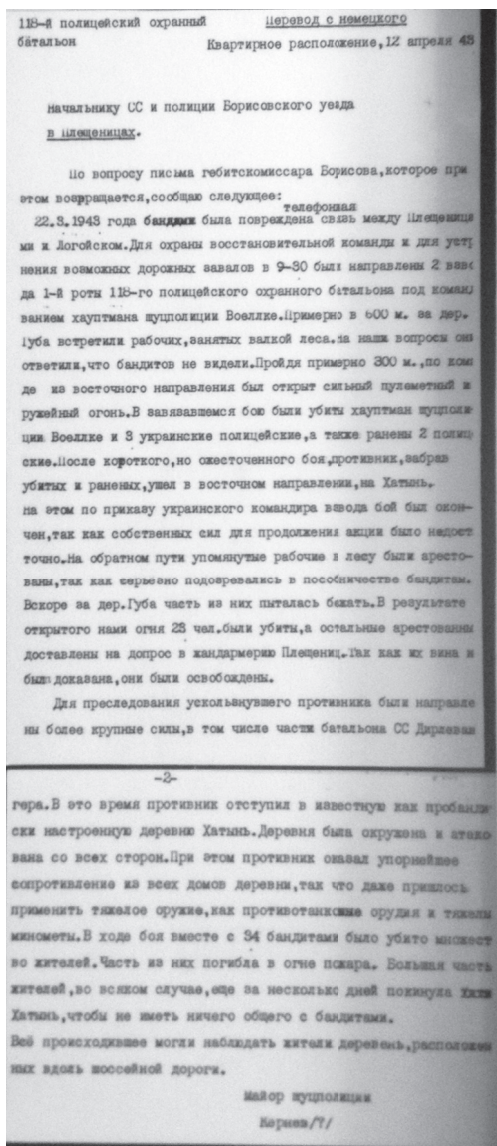 118-й полицейский охранный Перевод с немецкого
батальон Квартирное расположение, 12 апреля 43
Начальнику СС и полиции Борисовского уезда
в Плещеницах.
По вопросу письма гебитскомиссара Борисова,которое при
этом возвращается,сообщаю следующее:
телефонная
22.3.1943 года бандами была повреждена связь между Плещеница
ми и Логойском.Для охраны восстановительной команды и для устр
нения возможных дорожных завалов в 9-30 были направлены 2 взво
да 1-й роты 118-го полицейского охранного батальона под команд
ванием хауптмана шуцполиции Воеллке.Примерно в 600 м. за дер.
Губа встретили рабочих,занятых валкой леса.На наши вопросы они
ответили,что бандитов не видели.Пройдя примерно 300 м.,по кома
де из восточного направления был открыт сильный пулеметный и
ружейный огонь.В завязавшемся бою были убиты хауптман шуцполи
ции Воеллке и 3 украинские полицейские,а также ранены 2 полиц
ские.После короткого,но ожесточенного боя,противник,забрав
убитых и раненых,ушел в восточном направлении,на Хатынь.
На этом по приказу украинского командира взвода бой был окон-
чен,так как собственных сил для продолжения акции было недост
точно.На обратном пути упомянутые рабочие в лесу были аресто-
ваны,так как серьезно подозревались в пособничестве бандитам.
Вскоре за дер.Губа часть из них пыталась бежать.В результате
открытого нами огня 23 чел.были убиты,а остальные арестованны
доставлены на допрос в жандармерию Плещениц.Так как их вина н
была доказана,они были освобождены.
Для преследования ускользнувшего противника были направле
ны более крупные силы,в том числе части батальона СС Дирлеван
-2-
гера.В это время противник отступил в известную как пробанди
ски настроенную деревню Хатынь.Деревня была окружена и атако
вана со всех сторон.При этом противник оказал упорнейшее
сопротивление из всех домов деревни,так что даже пришлось
применить тяжелое оружие,как противотанковые орудия и тяжелы
минометы.В ходе боя вместе с 34 бандитами было убито множест
во жителей.Часть из них погибла в огне пожара. Большая часть
жителей,во всяком случае,еще за несколько дней покинула
Хатынь,чтобы не иметь ничего общего с бандитами.
Всё происходившее могли наблюдать жители деревень,расположен
ных вдоль шоссейной дороги.
Майор шуцполиции
Кернер/?/